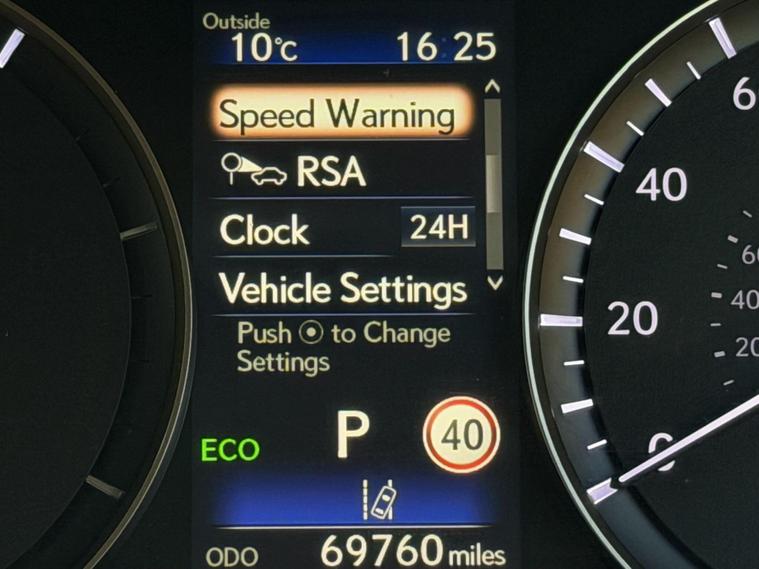 Outside
10°C 16:25
Speed Warning
RSA
Clock 24H
Vehicle Settings
Push to Change
Settings
P 40
ECO
ODO 69760 miles
60
40
20
0
60
40
20